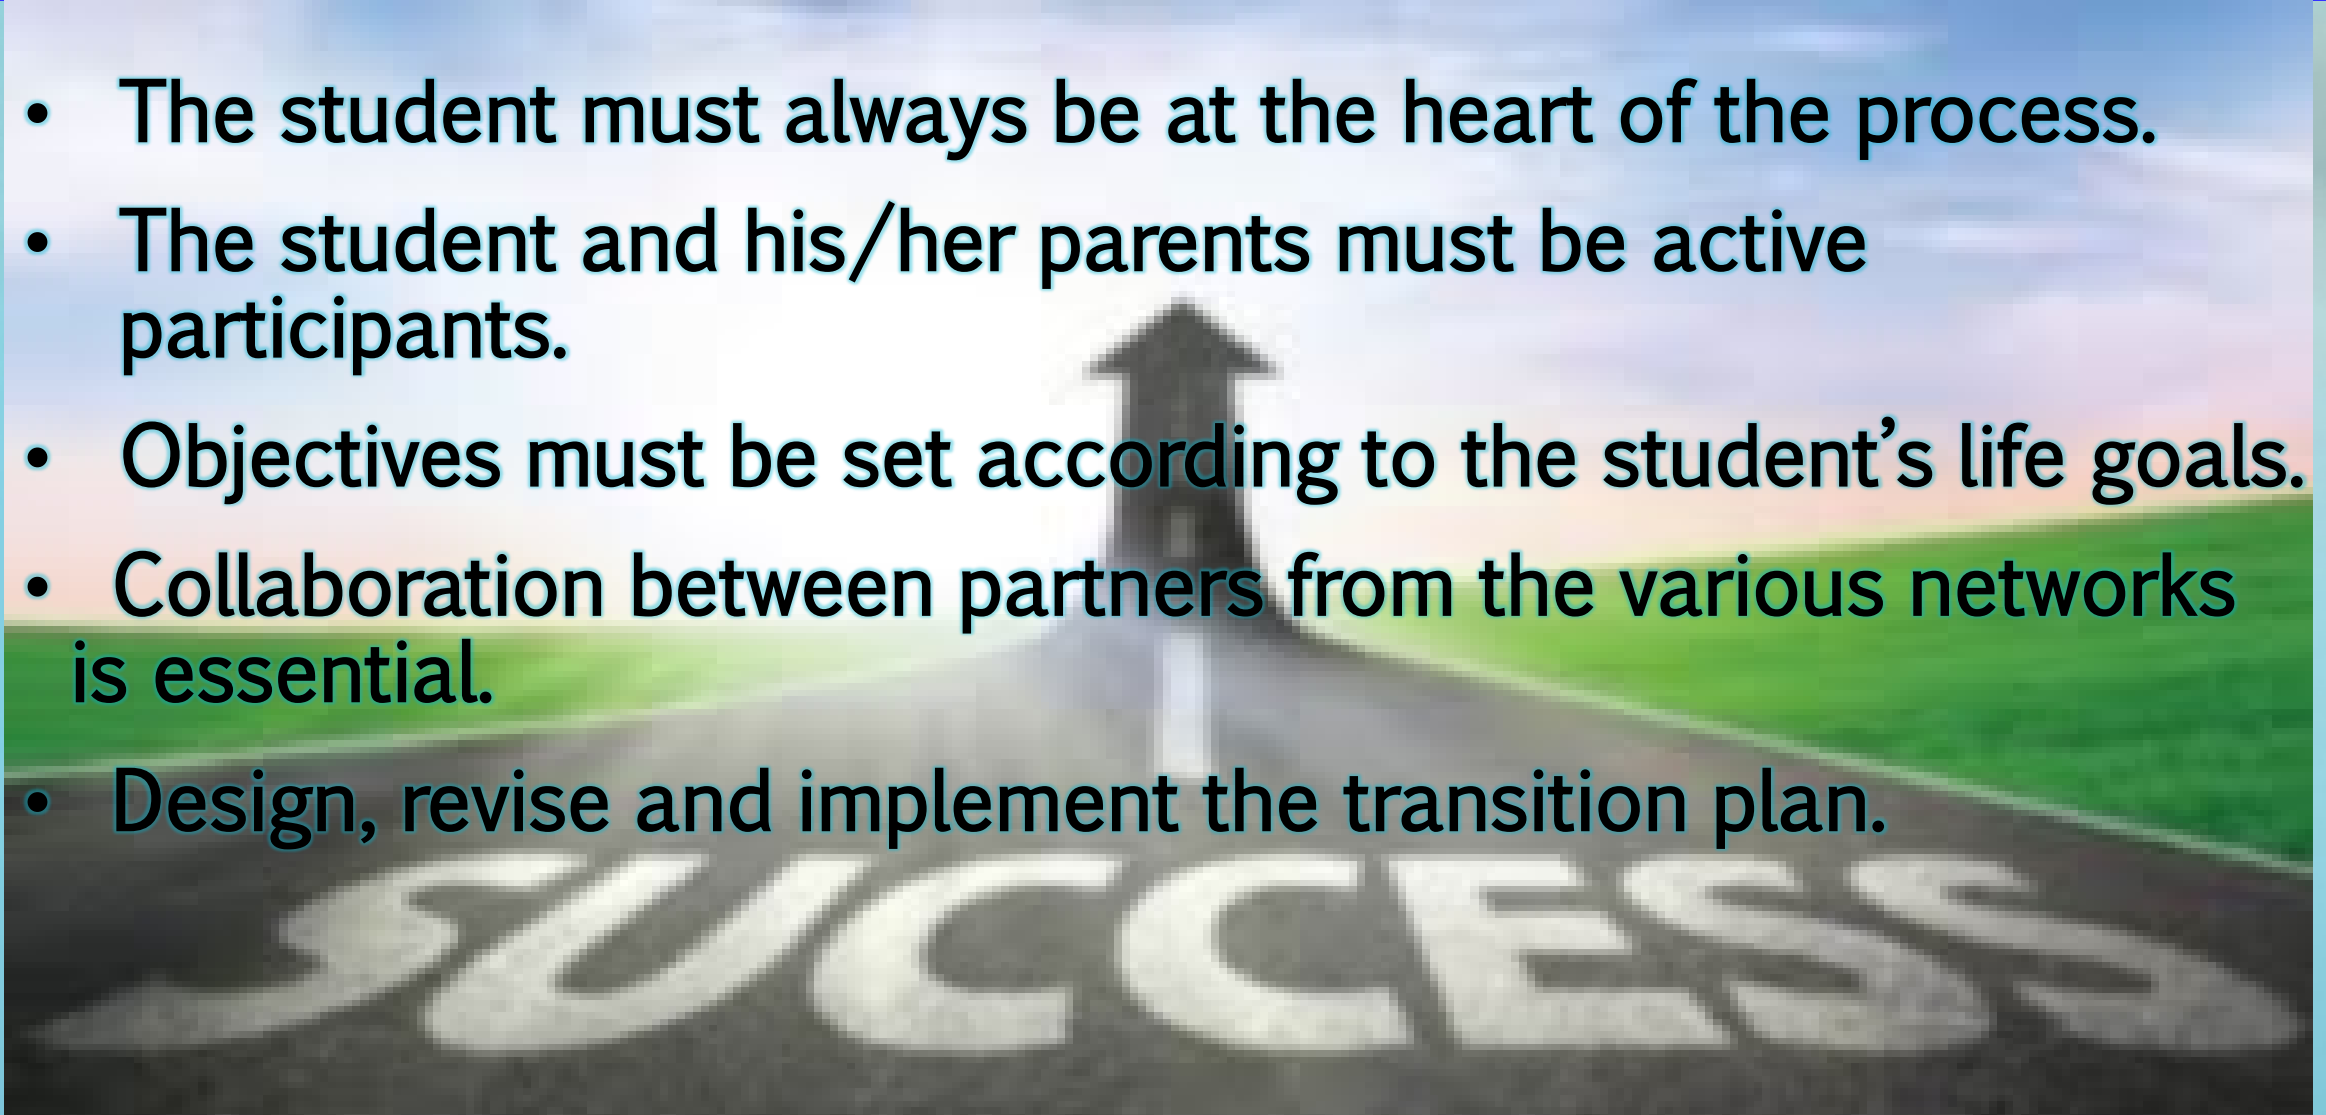 • The student must always be at the heart of the process.
• The student and his/her parents must be active
participants.
• Objectives must be set according to the student’s life goals.
• Collaboration between partners from the various networks
is essential.
• Design, revise and implement the transition plan.
SUCCESS